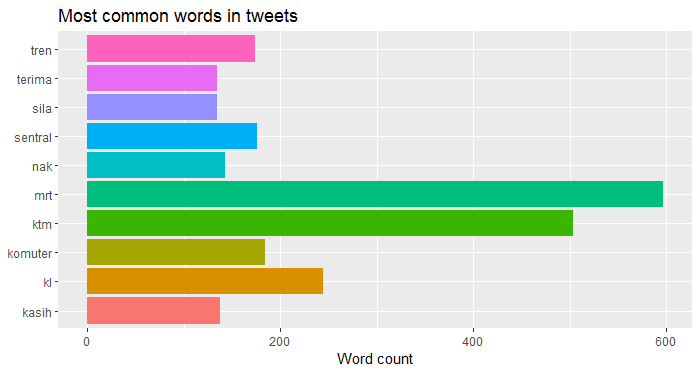 Most common words in tweets
tren
terima
sila
sentral
nak
mrt
ktm
komuter
kl
kasih
0 200 400 600
Word count